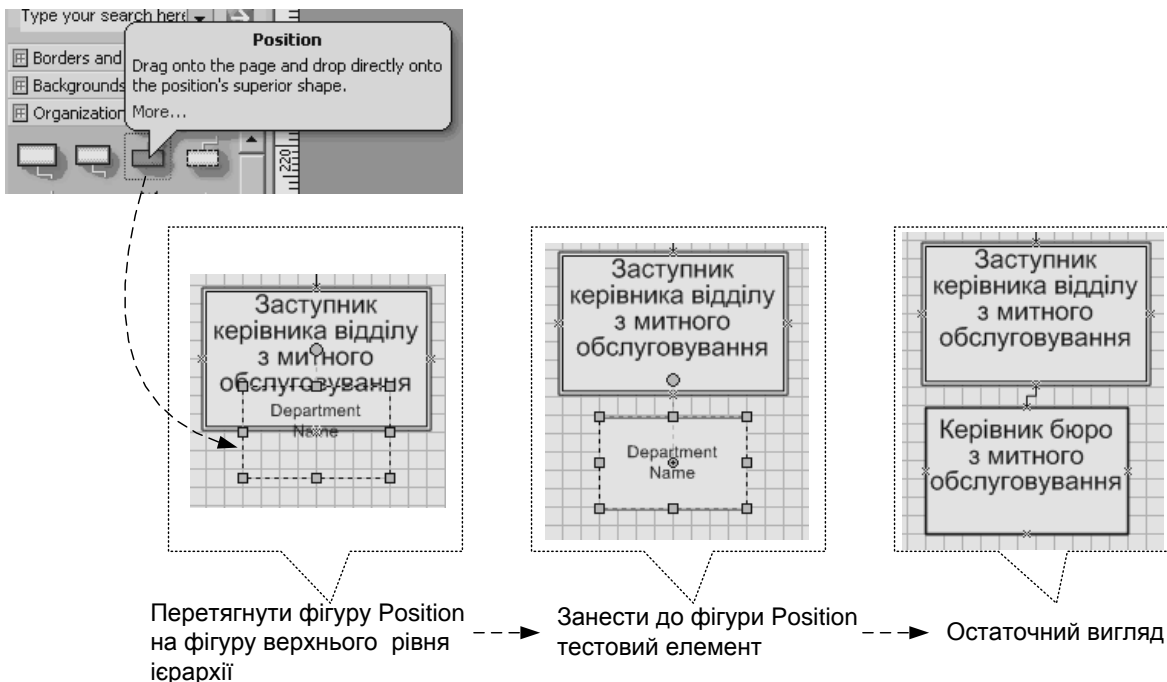 Type your search here
Position
Borders and
Drag onto the page and drop directly onto
Backgrounds
the position's superior shape.
Organization
More...
220
Заступник
керівника відділу
з митного
обслуговування
Department
Name
Заступник
керівника відділу
з митного
обслуговування
Department
Name
Заступник
керівника відділу
з митного
обслуговування
Керівник бюро
з митного
обслуговування
Перетягнути фігуру Position
на фігуру верхнього рівня
ієрархії
Занести до фігури Position
тестовий елемент
Остаточний вигляд